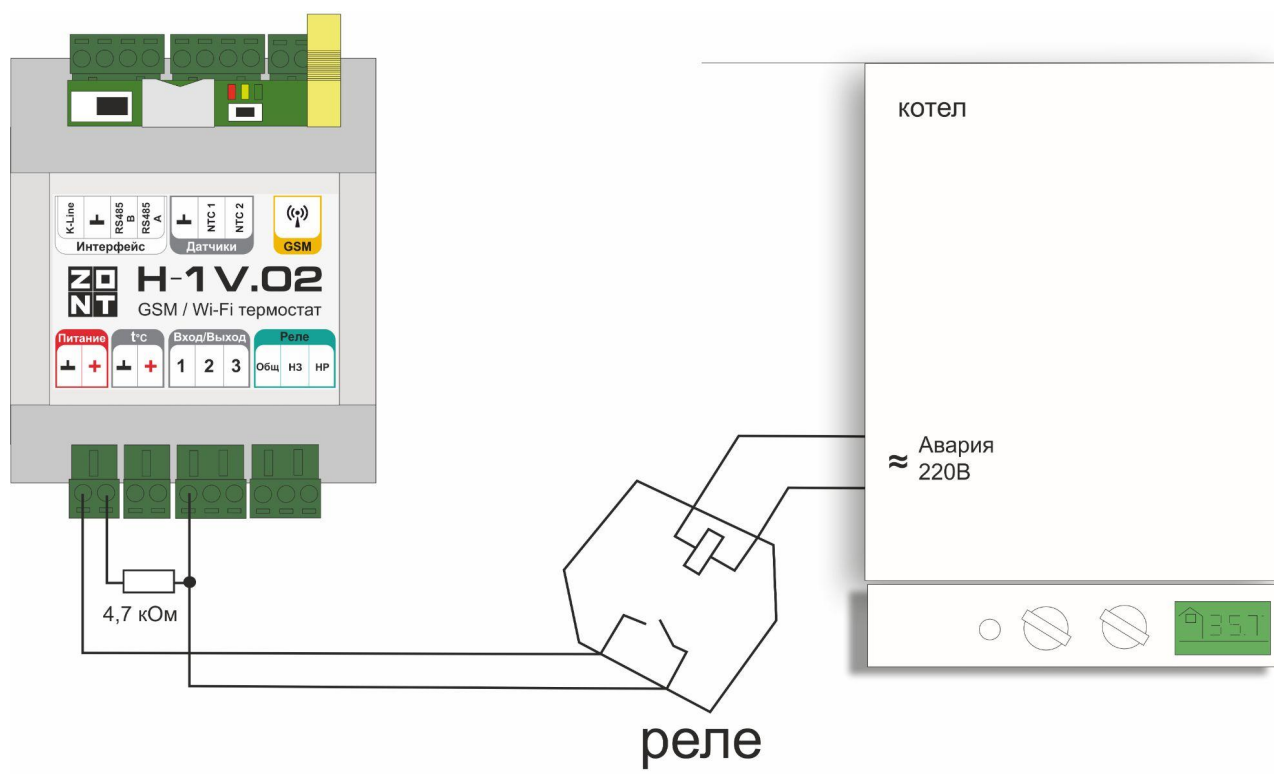 котел
K-Line
RS485 B
RS485 A
NTC 1
NTC 2
Интерфейс
Датчики
GSM
ZONT
H-1V.02
GSM / Wi-Fi термостат
Питание
t°C
Вход/Выход
Реле
+
+
1 2 3
Общ НЗ НР
≈ Авария
220В
4,7 кОм
35.7
реле